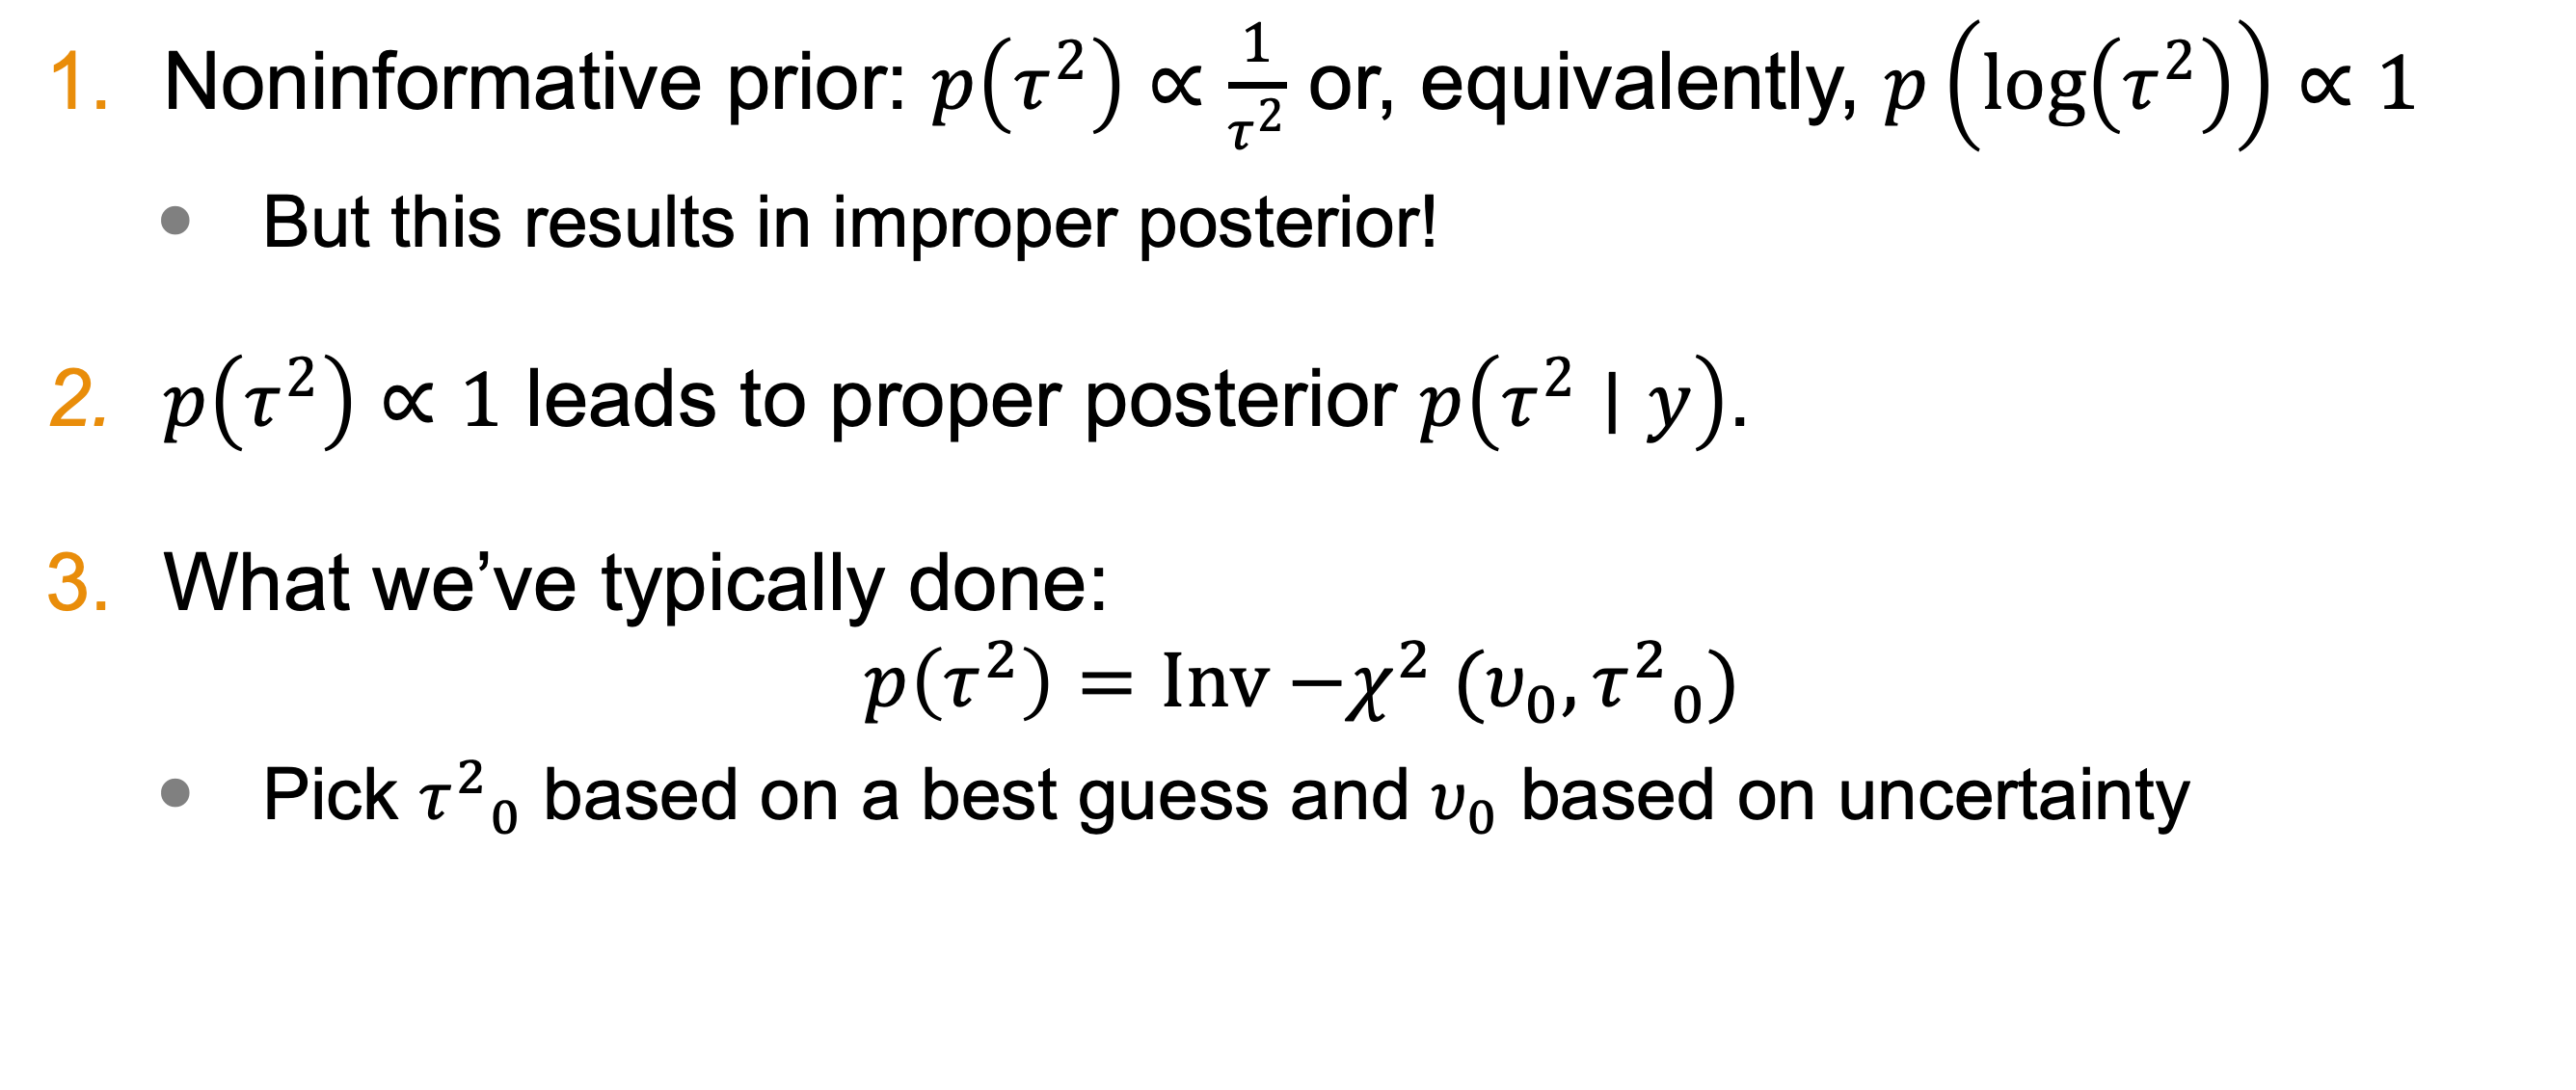 1. Noninformative prior: p(τ²) ∝ 1/τ² or, equivalently, p(log(τ²)) ∝ 1
• But this results in improper posterior!
2. p(τ²) ∝ 1 leads to proper posterior p(τ² | y).
3. What we’ve typically done:
p(τ²) = Inv −χ² (υ₀, τ²₀)
• Pick τ²₀ based on a best guess and υ₀ based on uncertainty